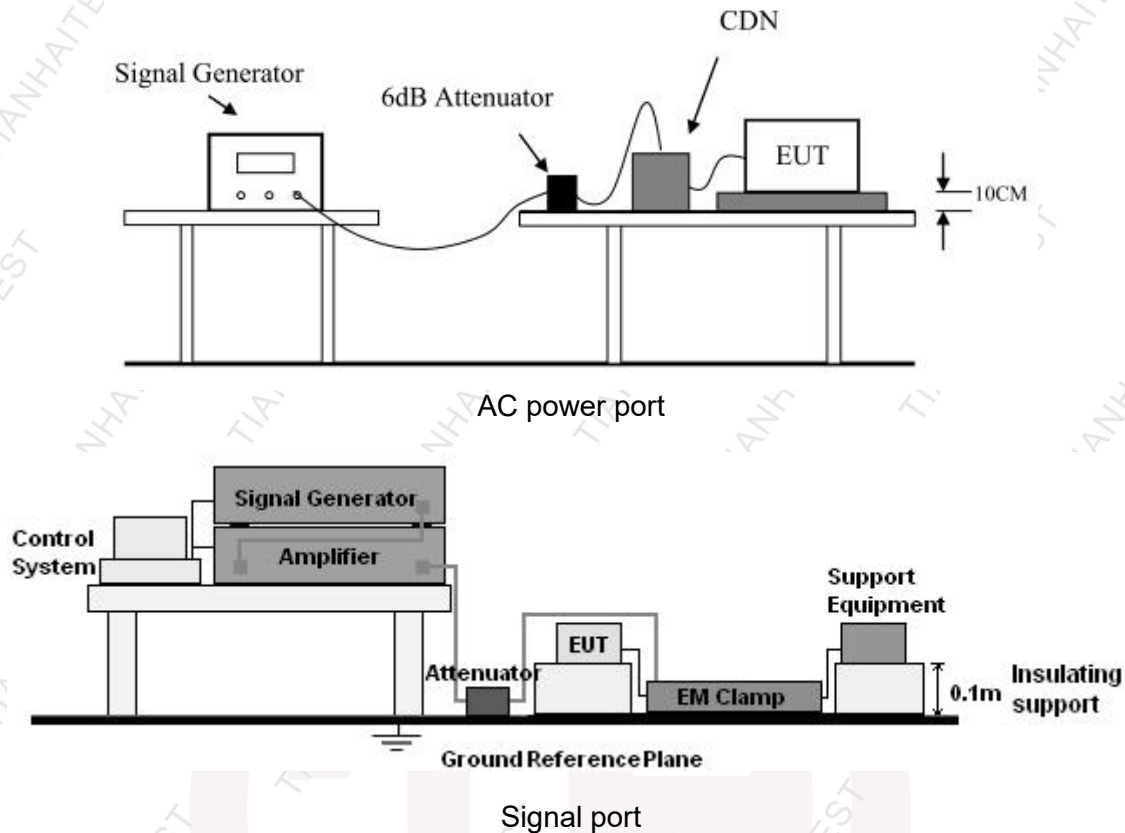 CDN
Signal Generator
6dB Attenuator
EUT
10CM
AC power port
Signal Generator
Control
System
Amplifier
Support
Equipment
EUT
Attenuator
EM Clamp
0.1m
Insulating
support
Ground Reference Plane
Signal port